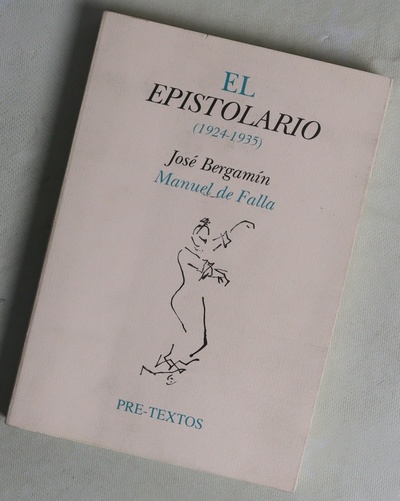 EL
EPISTOLARIO
(1924-1935)
José Bergamín
Manuel de Falla
PRE-TEXTOS